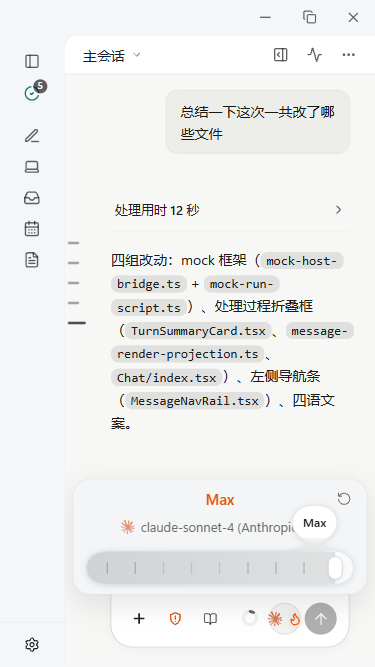 主会话
5
总结一下这次一共改了哪
些文件
处理用时 12 秒
四组改动：mock 框架（mock-host-
bridge.ts + mock-run-
script.ts）、处理过程折叠框
（TurnSummaryCard.tsx、message-
render-projection.ts、
Chat/index.tsx）、左侧导航条
（MessageNavRail.tsx）、四语文
案。
Max
claude-sonnet-4 (Anthropic
Max